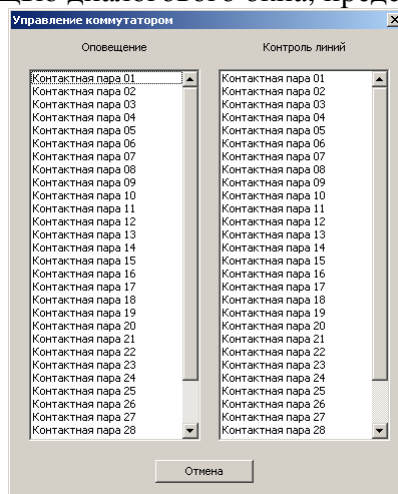 диалогового окна, предс
Управление коммутатором
Оповещение
Контроль линий
Контактная пара 01
Контактная пара 02
Контактная пара 03
Контактная пара 04
Контактная пара 05
Контактная пара 06
Контактная пара 07
Контактная пара 08
Контактная пара 09
Контактная пара 10
Контактная пара 11
Контактная пара 12
Контактная пара 13
Контактная пара 14
Контактная пара 15
Контактная пара 16
Контактная пара 17
Контактная пара 18
Контактная пара 19
Контактная пара 20
Контактная пара 21
Контактная пара 22
Контактная пара 23
Контактная пара 24
Контактная пара 25
Контактная пара 26
Контактная пара 27
Контактная пара 28
Контактная пара 01
Контактная пара 02
Контактная пара 03
Контактная пара 04
Контактная пара 05
Контактная пара 06
Контактная пара 07
Контактная пара 08
Контактная пара 09
Контактная пара 10
Контактная пара 11
Контактная пара 12
Контактная пара 13
Контактная пара 14
Контактная пара 15
Контактная пара 16
Контактная пара 17
Контактная пара 18
Контактная пара 19
Контактная пара 20
Контактная пара 21
Контактная пара 22
Контактная пара 23
Контактная пара 24
Контактная пара 25
Контактная пара 26
Контактная пара 27
Контактная пара 28
Отмена